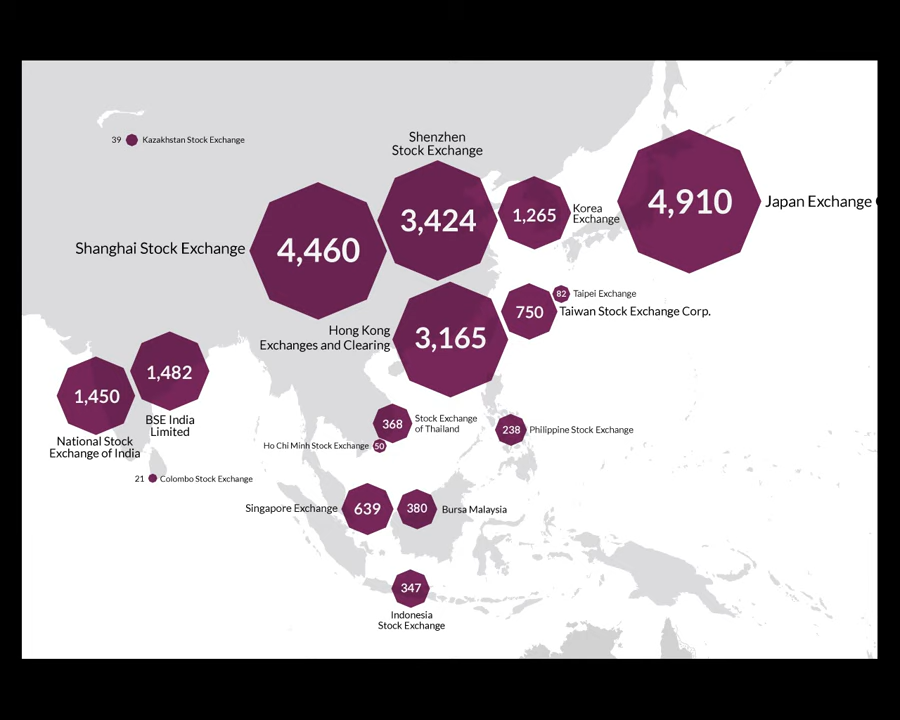 Shenzhen
Stock Exchange
39 Kazakhstan Stock Exchange
4,910
Japan Exchange
3,424
1,265
Korea
Exchange
Shanghai Stock Exchange
4,460
82 Taipei Exchange
750
Taiwan Stock Exchange Corp.
Hong Kong
Exchanges and Clearing
3,165
1,482
BSE India
Limited
1,450
National Stock
Exchange of India
368
Stock Exchange
of Thailand
238 Philippine Stock Exchange
Ho Chi Minh Stock Exchange 50
21 Colombo Stock Exchange
Singapore Exchange 639
380 Bursa Malaysia
347
Indonesia
Stock Exchange